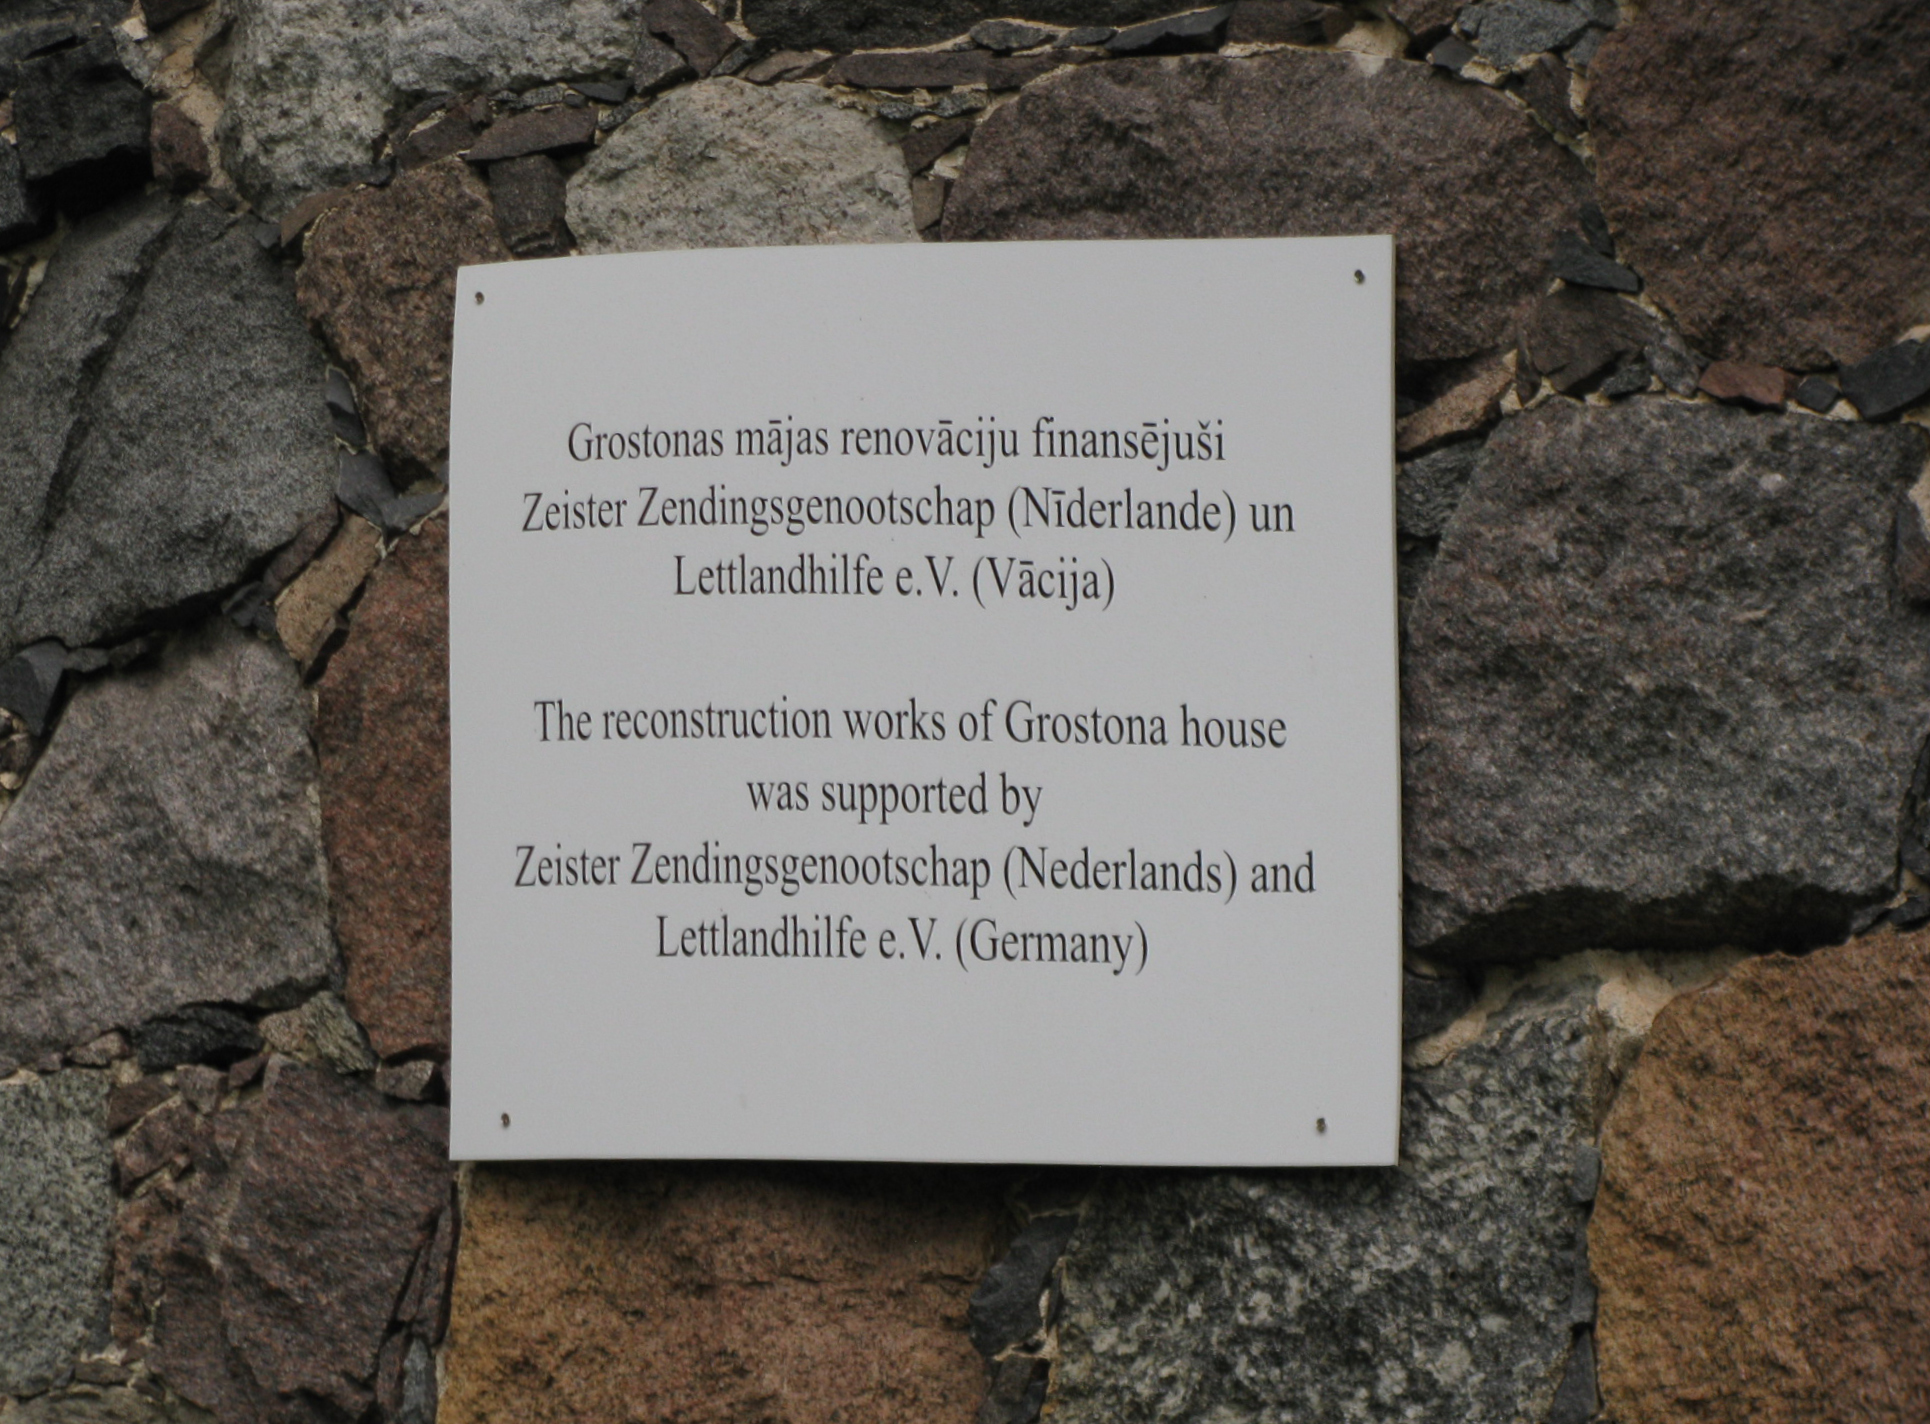 Grostonas mājas renovāciju finansējuši
Zeister Zendingsgenootschap (Nīderlande) un
Lettlandhilfe e.V. (Vācija)
The reconstruction works of Grostona house
was supported by
Zeister Zendingsgenootschap (Nederlands) and
Lettlandhilfe e.V. (Germany)